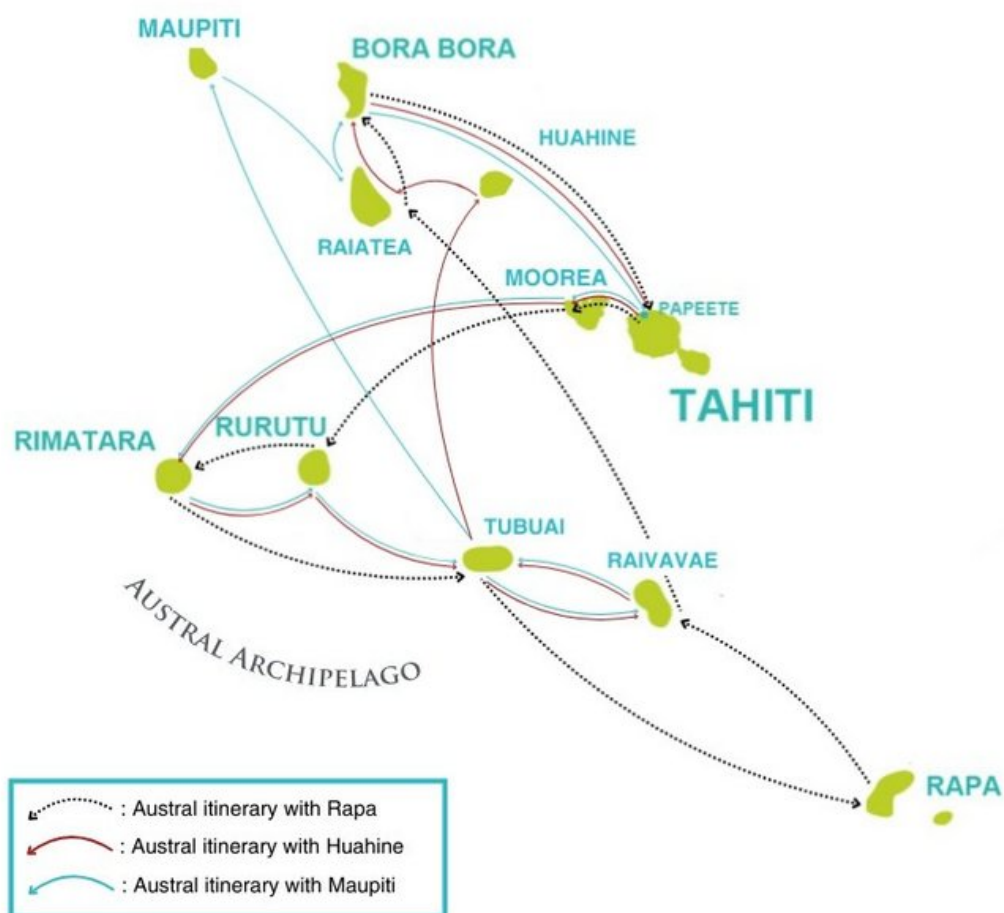 MAUPITI
BORA BORA
HUAHINE
RAIATEA
MOOREA
PAPEETE
TAHITI
RIMATARA
RURUTU
TUBUAI
RAIVAVAE
AUSTRAL ARCHIPELAGO
RAPA
: Austral itinerary with Rapa
: Austral itinerary with Huahine
: Austral itinerary with Maupiti